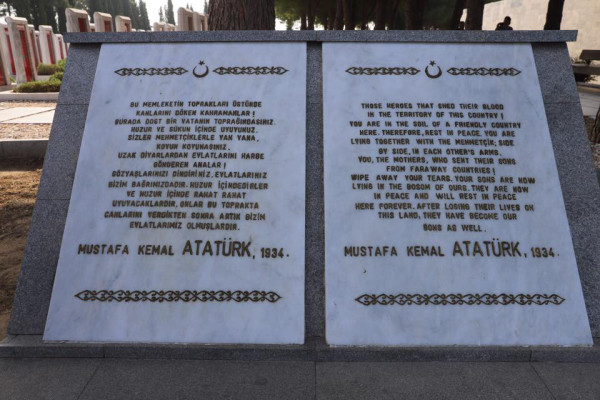 BU MEMLEKETİN TOPRAKLARI ÜSTÜNDE
KANLARINI DÖKEN KAHRAMANLAR!
BURADA DOST BİR VATANIN TOPRAĞINDASINIZ.
HUZUR VE SÜKUN İÇİNDE UYUYUNUZ.
SİZLER MEHMETÇİKLERLE YAN YANA,
KOYUN KOYUNASINIZ.
UZAK DİYARLARDAN EVLATLARINI HARBE
GÖNDEREN ANALAR!
GÖZYAŞLARINIZI DİNDİRİNİZ. EVLATLARINIZ
BİZİM BAĞRIMIZDADIR. HUZUR İÇİNDEDİRLER
VE HUZUR İÇİNDE RAHAT RAHAT
UYUYACAKLARDIR. ONLAR BU TOPRAKTA
CANLARINI VERDİKTEN SONRA ARTIK BİZİM
EVLATLARIMIZ OLMUŞLARDIR.
MUSTAFA KEMAL ATATÜRK, 1934.
THOSE HEROES THAT SHED THEIR BLOOD
IN THE TERRITORY OF THIS COUNTRY!
YOU ARE IN THE SOIL OF A FRIENDLY COUNTRY
HERE. THEREFORE, REST IN PEACE. YOU ARE
LYING TOGETHER WITH THE MEHMETÇİK; SIDE
BY SIDE, IN EACH OTHER'S ARMS.
YOU, THE MOTHERS, WHO SENT THEIR SONS
FROM FARAWAY COUNTRIES!
WIPE AWAY YOUR TEARS. YOUR SONS ARE NOW
LYING IN THE BOSOM OF OURS. THEY ARE NOW
IN PEACE AND WILL REST IN PEACE
HERE FOREVER. AFTER LOSING THEIR LIVES ON
THIS LAND, THEY HAVE BECOME OUR
SONS AS WELL.
MUSTAFA KEMAL ATATÜRK, 1934.